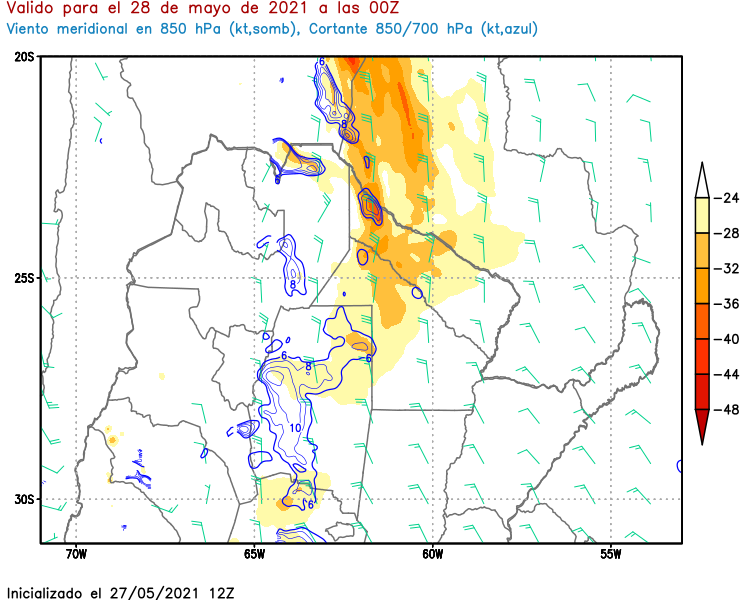 Valido para el 28 de mayo de 2021 a las 00Z
Viento meridional en 850 hPa (kt,somb), Cortante 850/700 hPa (kt,azul)
20S
6
8
-24
6
-28
8
25S
-32
-36
6
8
6
-40
-44
10
-48
30S
6
70W 65W 60W 55W
Inicializado el 27/05/2021 12Z